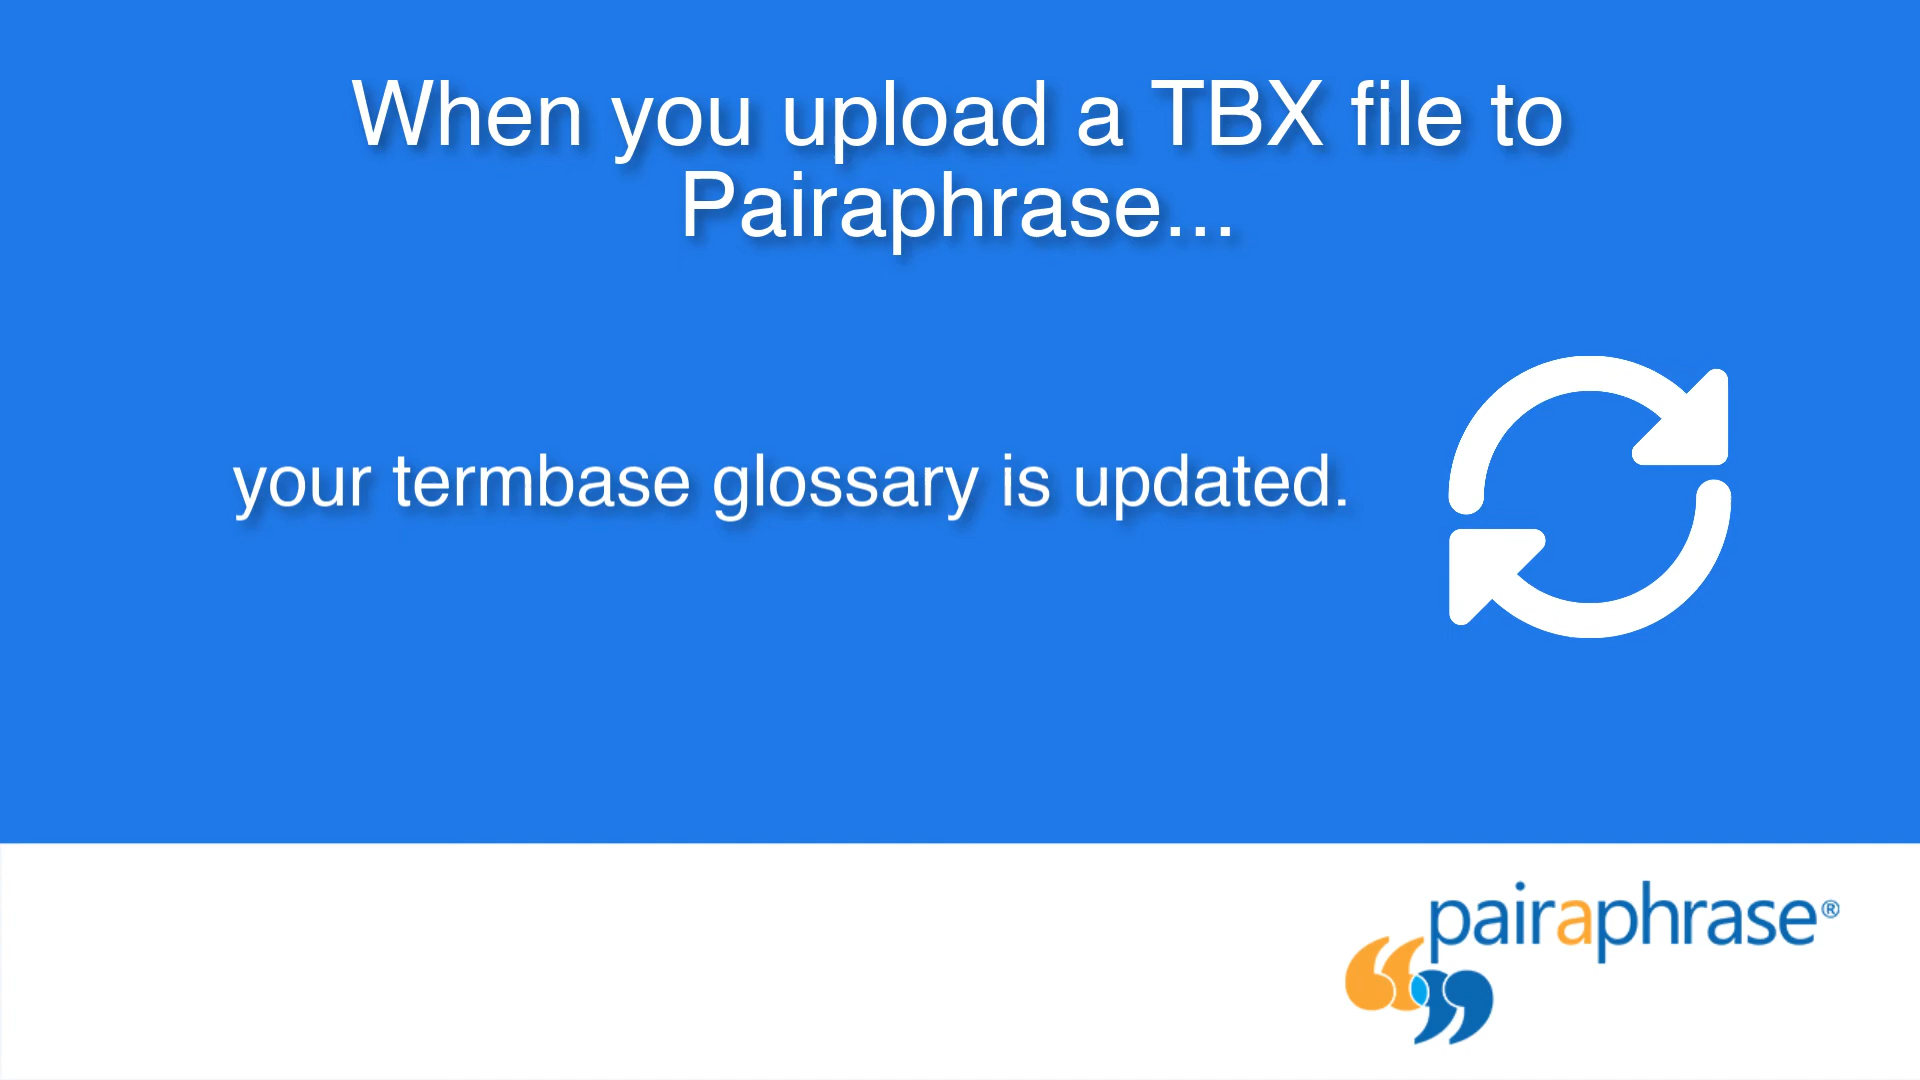 When you upload a TBX file to
Pairaphrase...
your termbase glossary is updated.
pairaphrase®